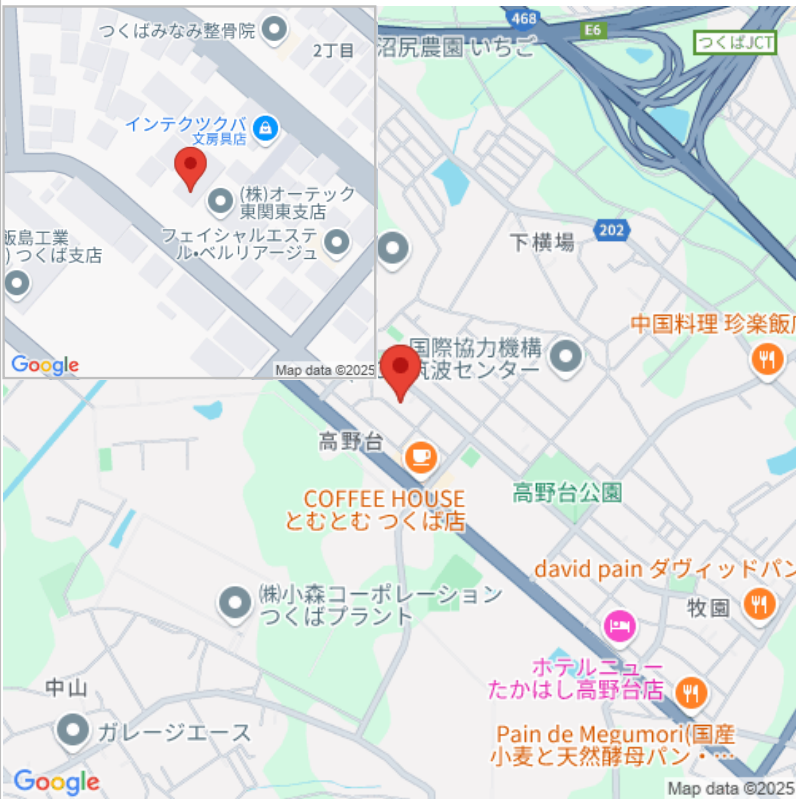 つくばみなみ整骨院
2丁目
インテクツクバ
文房具店
(株)オーテック
東関東支店
フェイシャルエステ
ル・ベルリアージュ
飯島工業
) つくば支店
Google
Map data ©2025
468
E6
つくばJCT
沼尻農園 いちご
202
下横場
中国料理 珍楽飯店
国際協力機構
筑波センター
高野台
COFFEE HOUSE
とむとむ つくば店
高野台公園
david pain ダヴィッドパン
牧園
(株)小森コーポレーション
つくばプラント
ホテルニュー
たかはし高野台店
中山
ガレージエース
Pain de Megumori(国産
小麦と天然酵母パン・…
Google
Map data ©2025